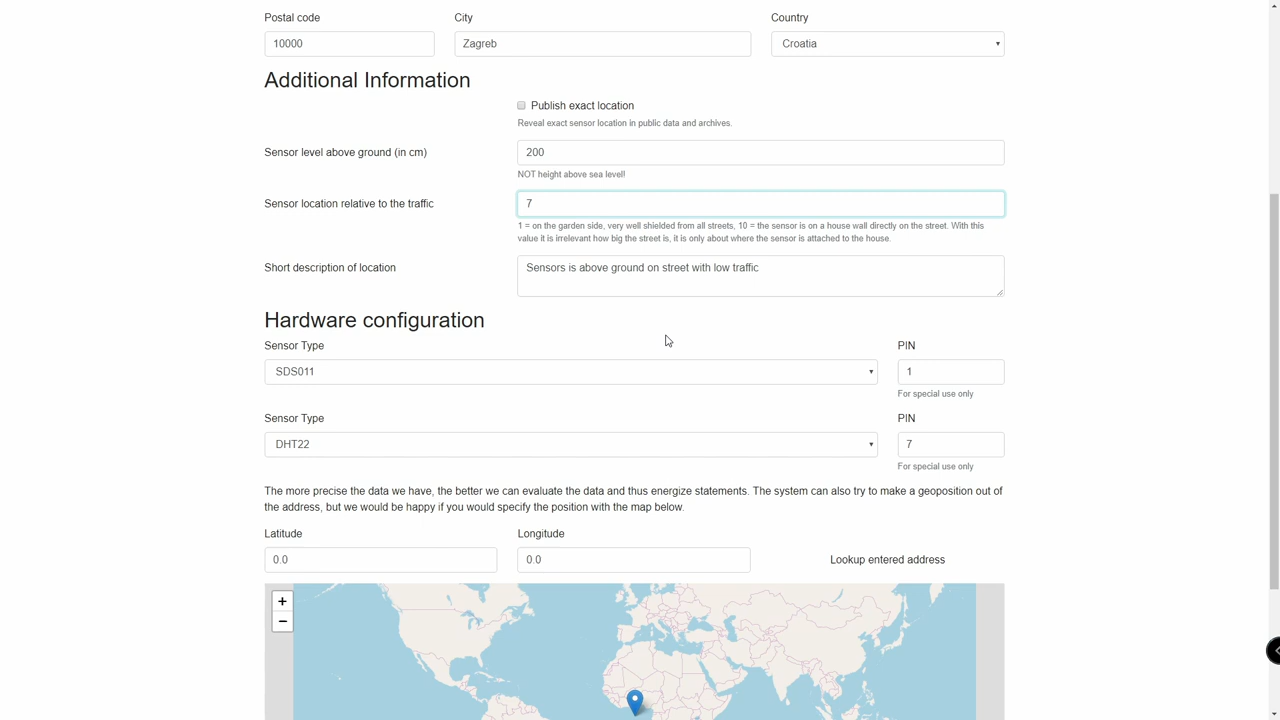 Postal code City Country
10000 Zagreb Croatia
Additional Information
Publish exact location
Reveal exact sensor location in public data and archives.
Sensor level above ground (in cm) 200
NOT height above sea level!
Sensor location relative to the traffic 7
1 = on the garden side, very well shielded from all streets, 10 = the sensor is on a house wall directly on the street. With this
value it is irrelevant how big the street is, it is only about where the sensor is attached to the house.
Short description of location Sensors is above ground on street with low traffic
Hardware configuration
Sensor Type PIN
SDS011 1
For special use only
Sensor Type PIN
DHT22 7
For special use only
The more precise the data we have, the better we can evaluate the data and thus energize statements. The system can also try to make a geoposition out of
the address, but we would be happy if you would specify the position with the map below.
Latitude Longitude
0.0 0.0 Lookup entered address
+
−